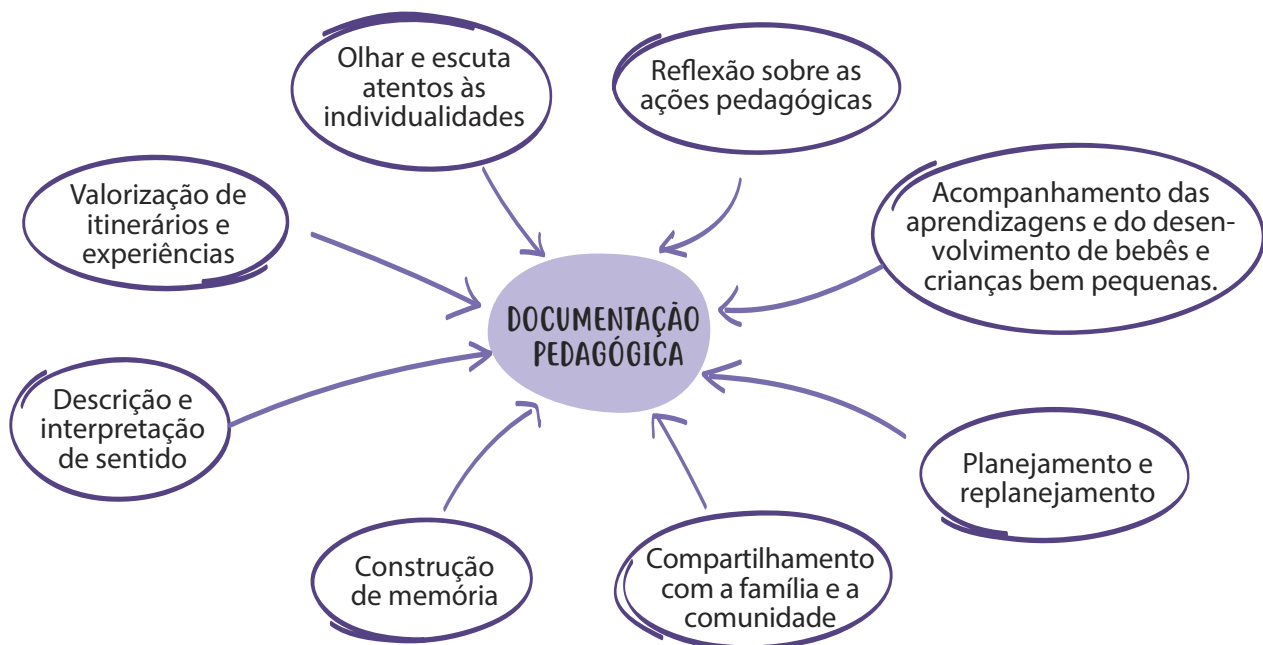 Olhar e escuta
atentos às
individualidades
Reflexão sobre as
ações pedagógicas
Valorização de
itinerários e
experiências
Acompanhamento das
aprendizagens e do desen-
volvimento de bebês e
crianças bem pequenas.
DOCUMENTAÇÃO
PEDAGÓGICA
Descrição e
interpretação
de sentido
Planejamento e
replanejamento
Construção
de memória
Compartilhamento
com a família e a
comunidade